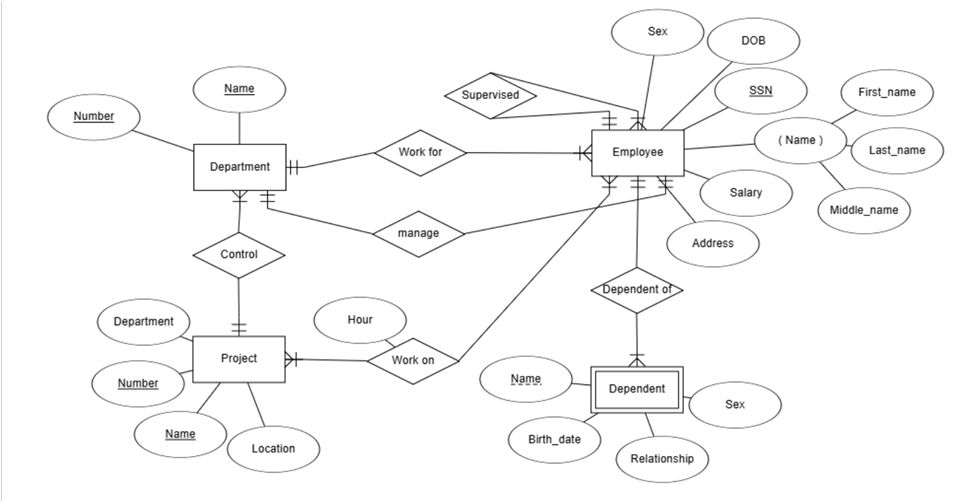 Sex
DOB
Name
Supervised
SSN
First_name
Number
( Name )
Last_name
Department
Work for
Employee
Salary
Middle_name
manage
Address
Control
Dependent of
Department
Hour
Project
Work on
Number
Name
Dependent
Sex
Name
Location
Birth_date
Relationship